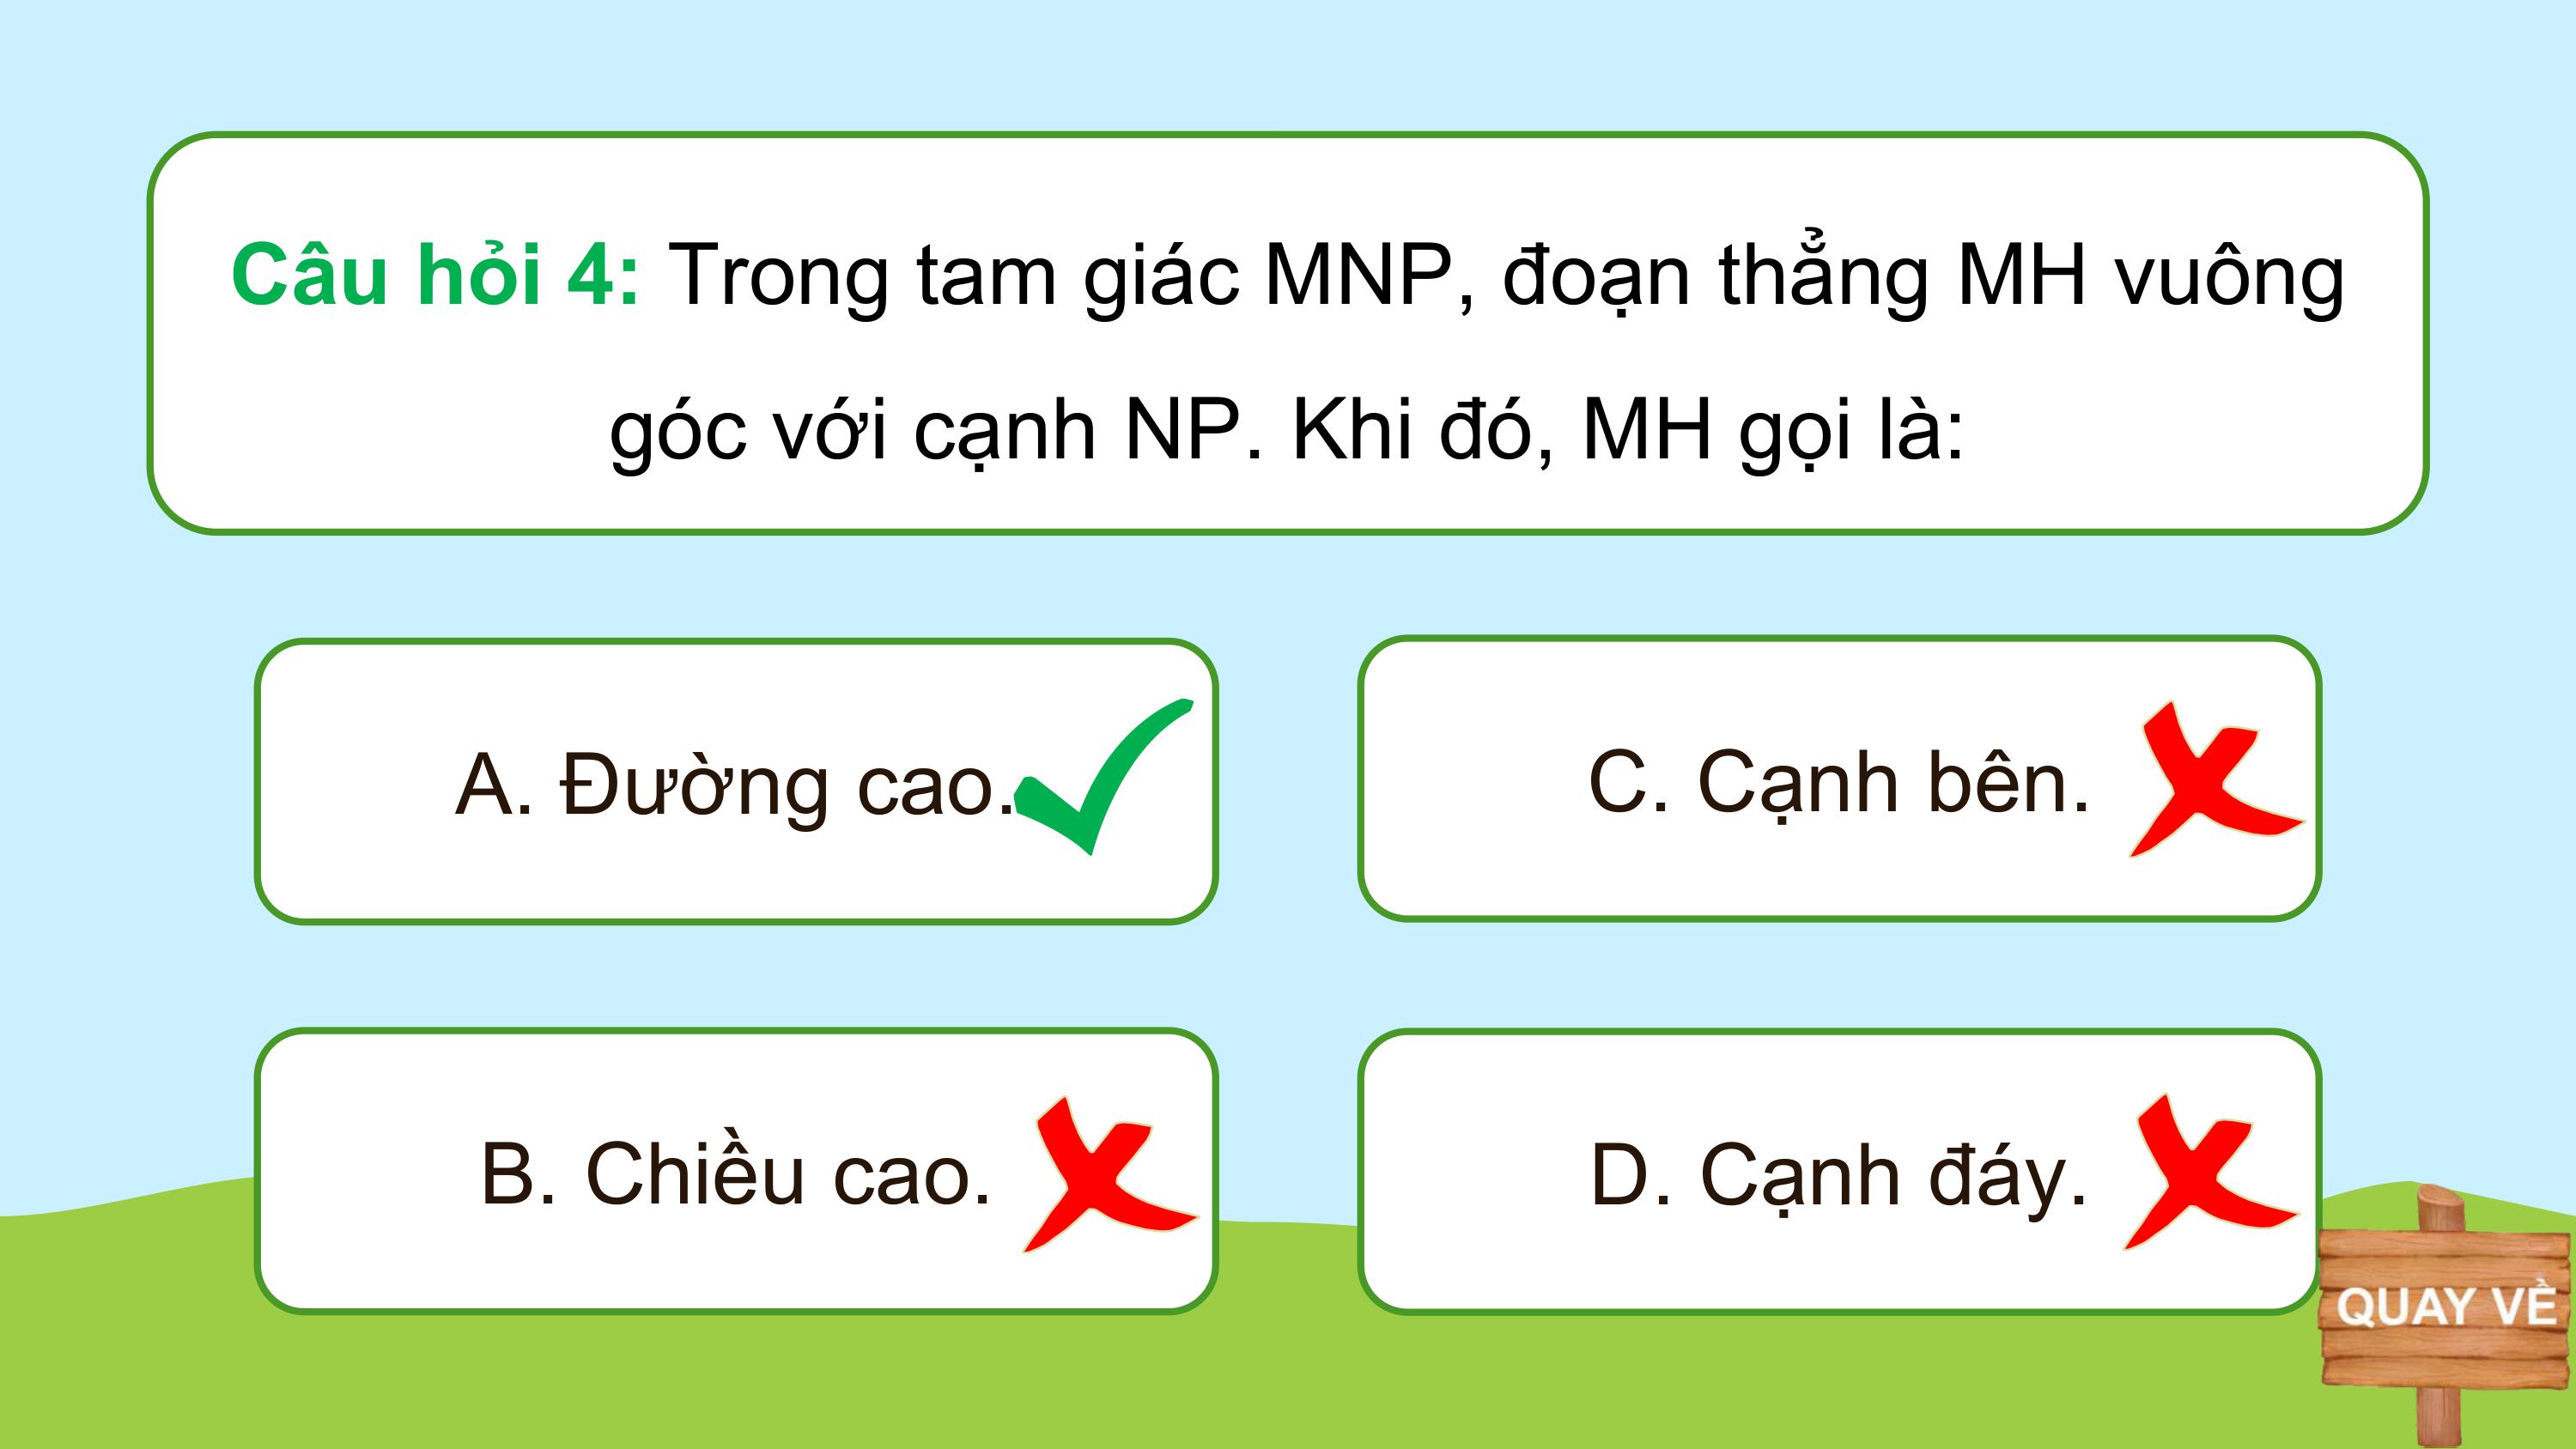 Câu hỏi 4: Trong tam giác MNP, đoạn thẳng MH vuông
góc với cạnh NP. Khi đó, MH gọi là:
A. Đường cao.
C. Cạnh bên.
B. Chiều cao.
D. Cạnh đáy.
QUAY VỀ